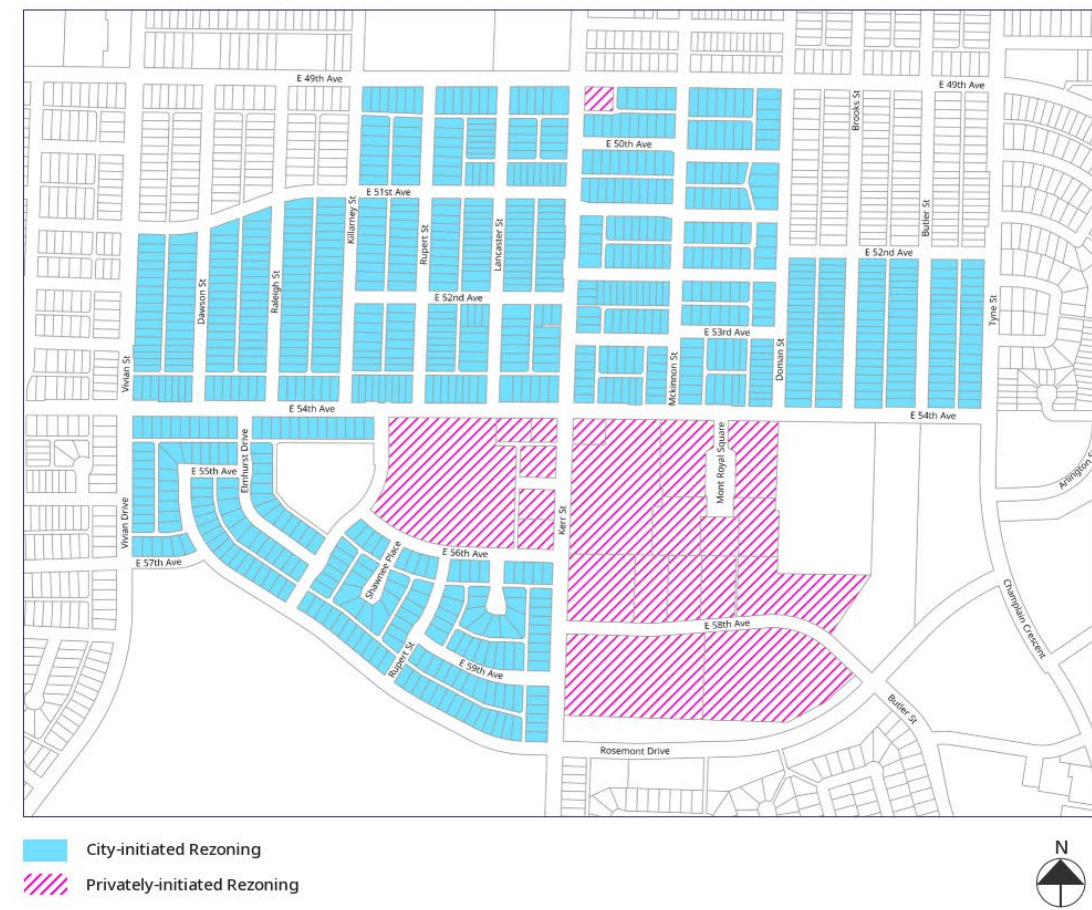 E 49th Ave
E 49th Ave
Brooks St
E 50th Ave
E 51st Ave
Killarney St
Rupert St
Lancaster St
Butler St
E 52nd Ave
Dawson St
Raleigh St
E 52nd Ave
Tyne St
E 53rd Ave
Vivian St
Mckinnon St
Doman St
E 54th Ave
E 54th Ave
Elmhurst Drive
Mont Royal Square
E 55th Ave
Arlington S
Vivian Drive
Kerr St
E 56th Ave
E 57th Ave
Shawnee Place
Champlain Crescent
E 58th Ave
Rupert St
E 59th Ave
Butler St
Rosemont Drive
City-initiated Rezoning
Privately-initiated Rezoning
N